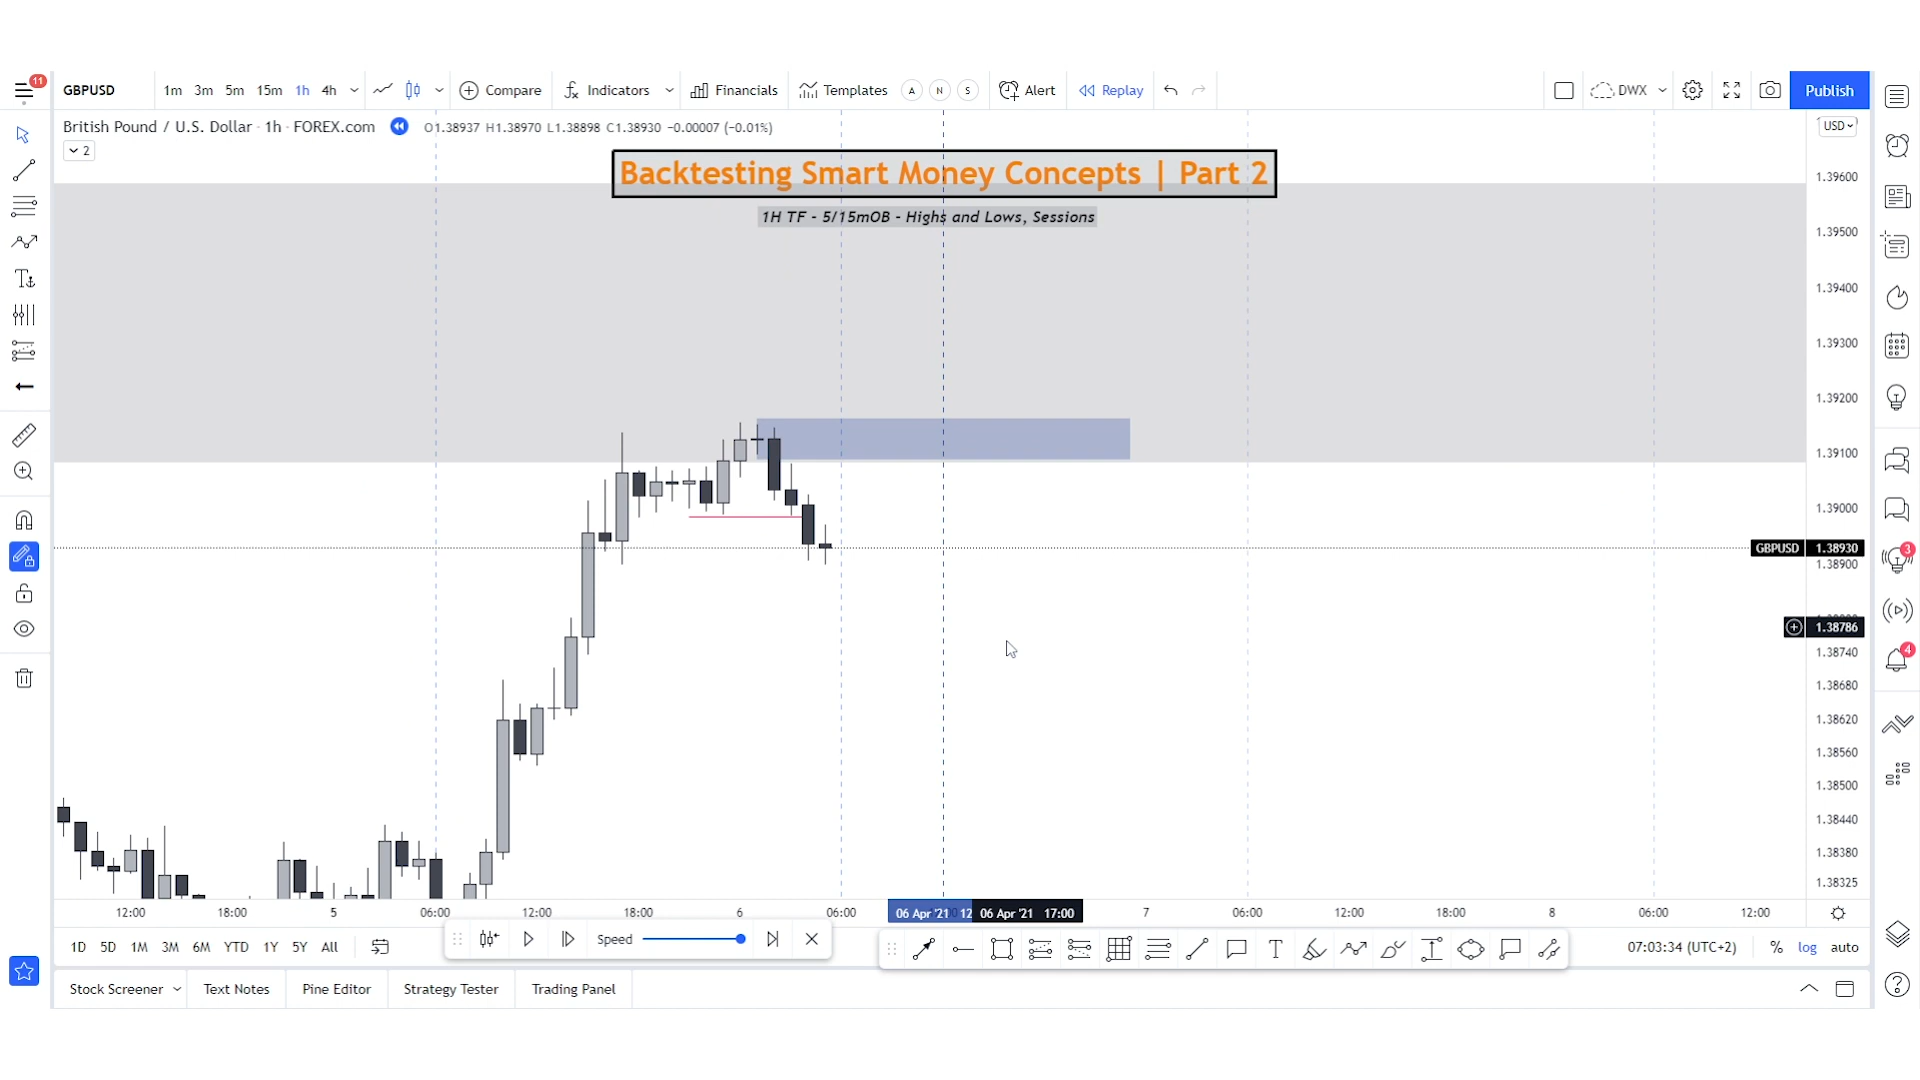 11
GBPUSD
1m 3m 5m 15m 1h 4h
Compare
Indicators
Financials
Templates
A N S
Alert
Replay
DWX
Publish
British Pound / U.S. Dollar · 1h · FOREX.com
O1.38937 H1.38970 L1.38898 C1.38930 −0.00007 (−0.01%)
USD
2
Backtesting Smart Money Concepts | Part 2
1H TF - 5/15mOB - Highs and Lows, Sessions
1.39600
1.39500
1.39400
1.39300
1.39200
1.39100
1.39000
GBPUSD 1.38930
1.38900
1.38786
1.38740
1.38680
1.38620
1.38560
1.38500
1.38440
1.38380
1.38325
3
4
12:00 18:00 5 06:00 12:00 18:00 6 06:00 06 Apr '21 12 06 Apr '21 17:00 7 06:00 12:00 18:00 8 06:00 12:00
1D 5D 1M 3M 6M YTD 1Y 5Y All
Speed
T
07:03:34 (UTC+2) % log auto
Stock Screener Text Notes Pine Editor Strategy Tester Trading Panel